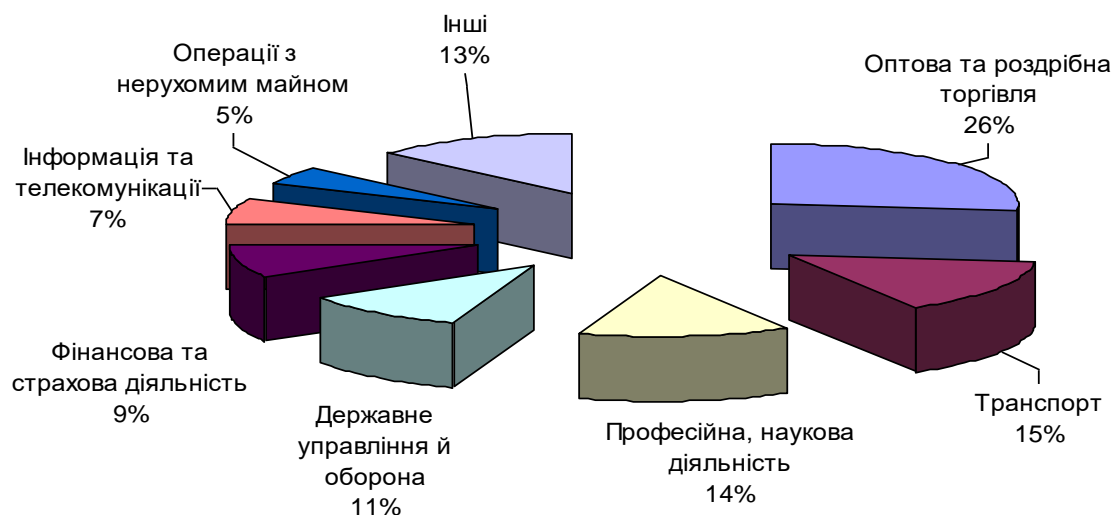 Інші
13%
Операції з
нерухомим майном
5%
Оптова та роздрібна
торгівля
26%
Інформація та
телекомунікації
7%
Фінансова та
страхова діяльність
9%
Державне
управління й
оборона
11%
Професійна, наукова
діяльність
14%
Транспорт
15%